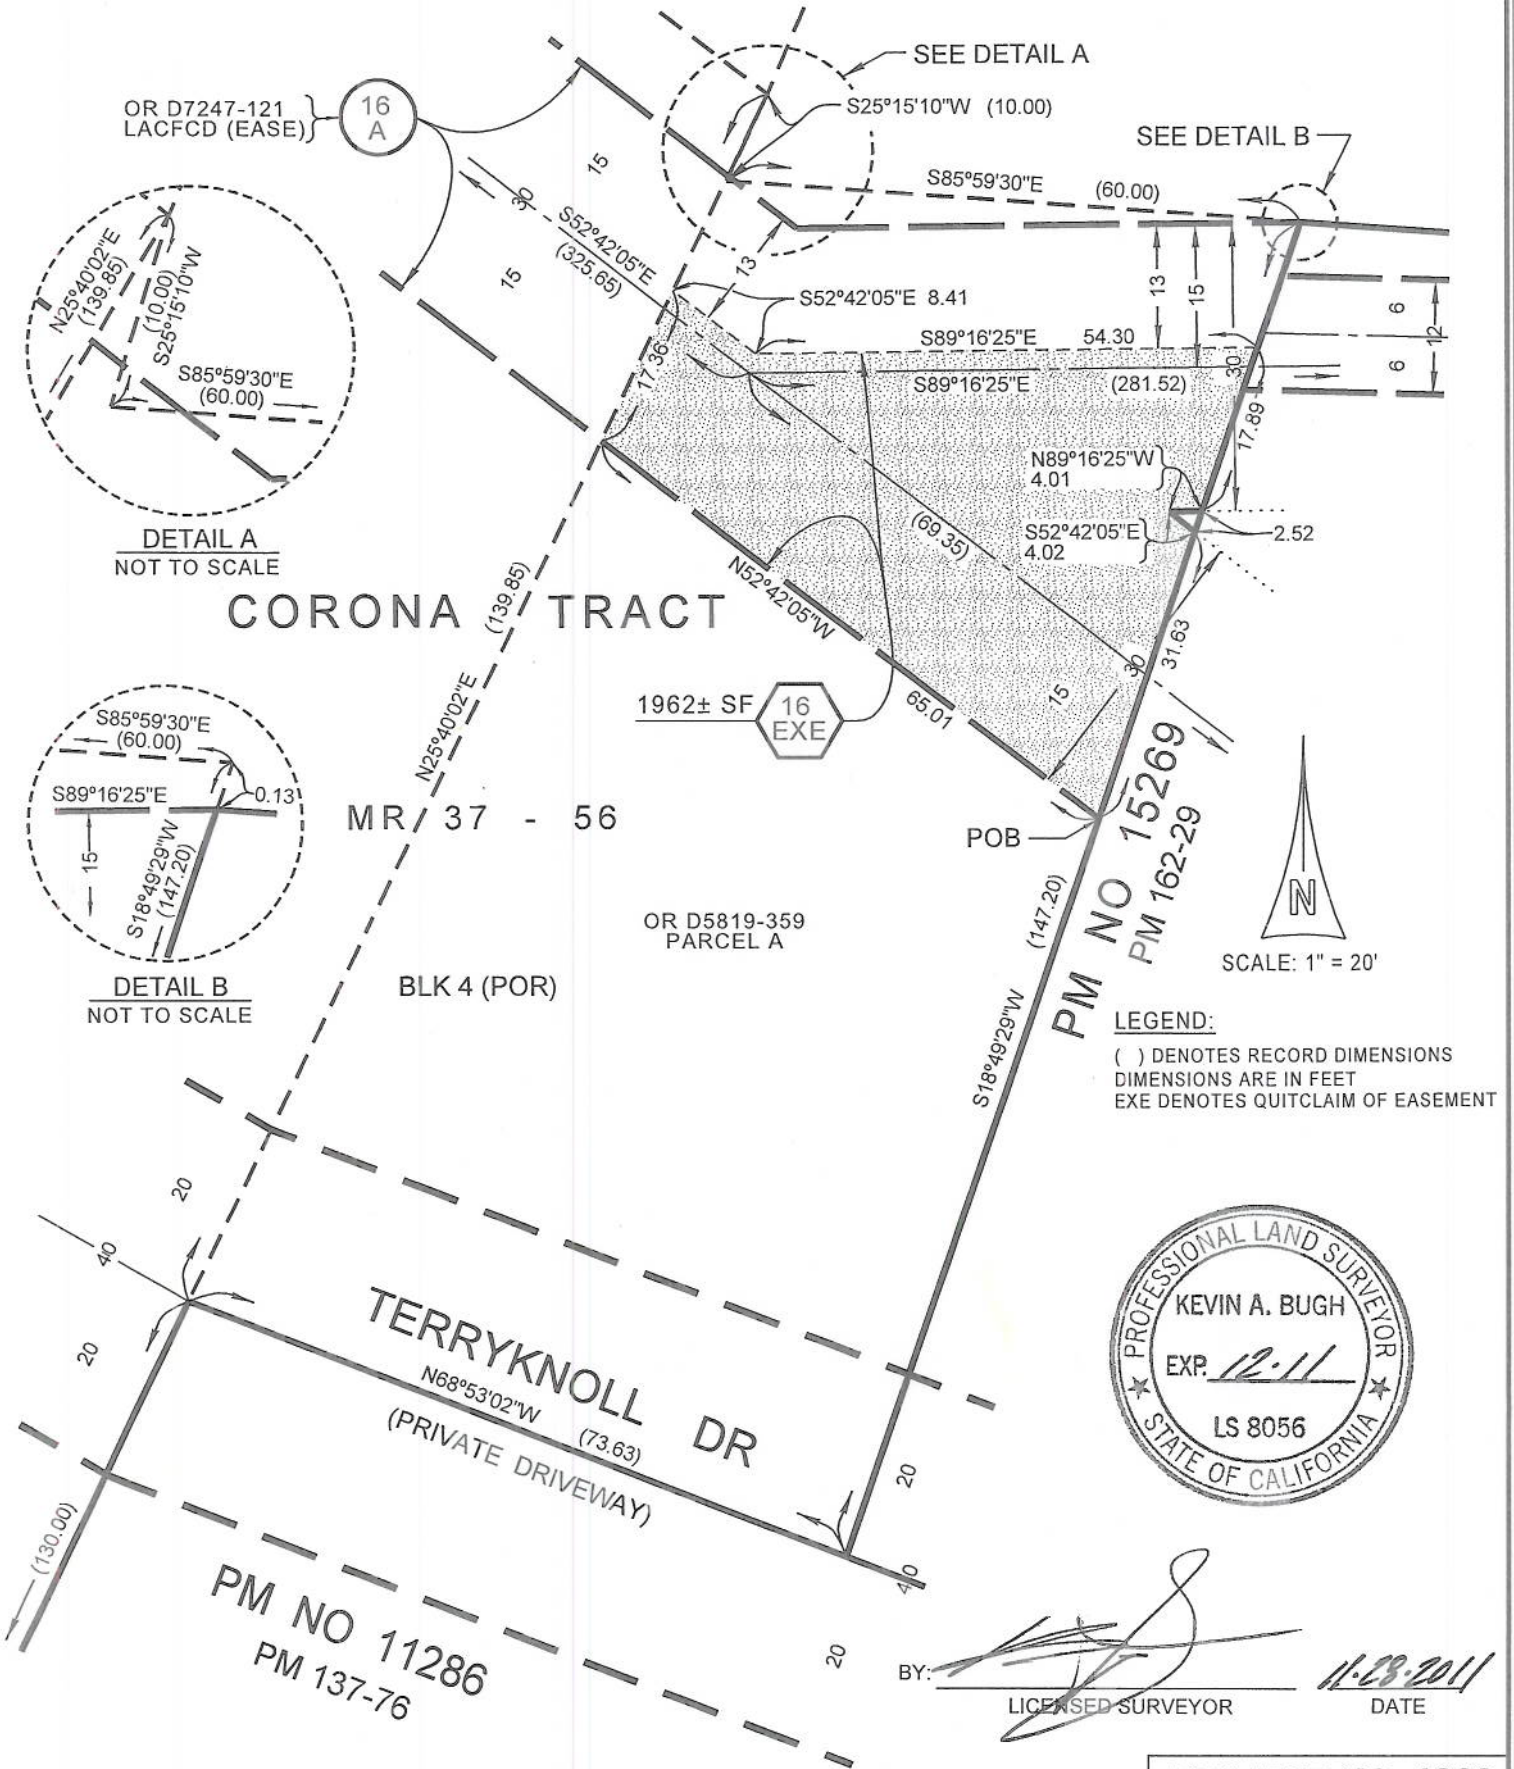 SEE DETAIL A
OR D7247-121
LACFCD (EASE)
16
A
S25°15'10"W (10.00)
SEE DETAIL B
15
30
S85°59'30"E (60.00)
S52°42'05"E
(325.65)
15
13
13
15
S52°42'05"E 8.41
6
12
6
S89°16'25"E 54.30
S89°16'25"E (281.52)
30
17.36
17.89
N25°40'02"E
(139.85)
(10.00)
S25°15'10"W
S85°59'30"E
(60.00)
DETAIL A
NOT TO SCALE
N89°16'25"W
4.01
S52°42'05"E
4.02
2.52
(69.35)
N52°42'05"W
65.01
31.63
30
15
CORONA TRACT
(139.85)
N25°40'02"E
1962± SF
16
EXE
POB
S85°59'30"E
(60.00)
S89°16'25"E
0.13
15
S18°49'29"W
(147.20)
DETAIL B
NOT TO SCALE
MR 37 - 56
OR D5819-359
PARCEL A
BLK 4 (POR)
(147.20)
S18°49'29"W
PM NO 15269
PM 162-29
N
SCALE: 1" = 20'
LEGEND:
( ) DENOTES RECORD DIMENSIONS
DIMENSIONS ARE IN FEET
EXE DENOTES QUITCLAIM OF EASEMENT
20
40
20
TERRYKNOLL DR
N68°53'02"W (73.63)
(PRIVATE DRIVEWAY)
20
40
20
(130.00)
PM NO 11286
PM 137-76
PROFESSIONAL LAND SURVEYOR
KEVIN A. BUGH
EXP. 12·11
LS 8056
STATE OF CALIFORNIA
BY:
LICENSED SURVEYOR
11·28·2011
DATE